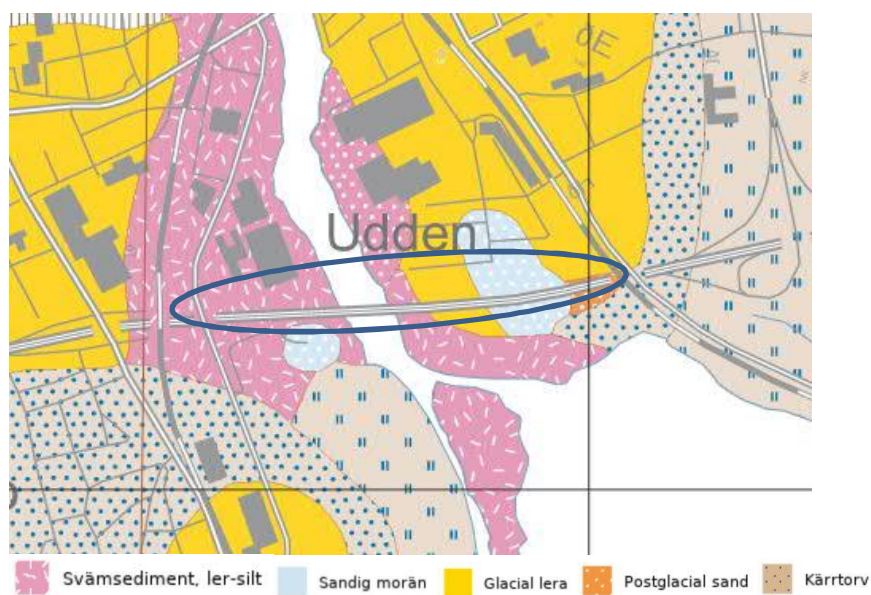 Udden
Svämsediment, ler-silt
Sandig morän
Glacial lera
Postglacial sand
Kärrtorv